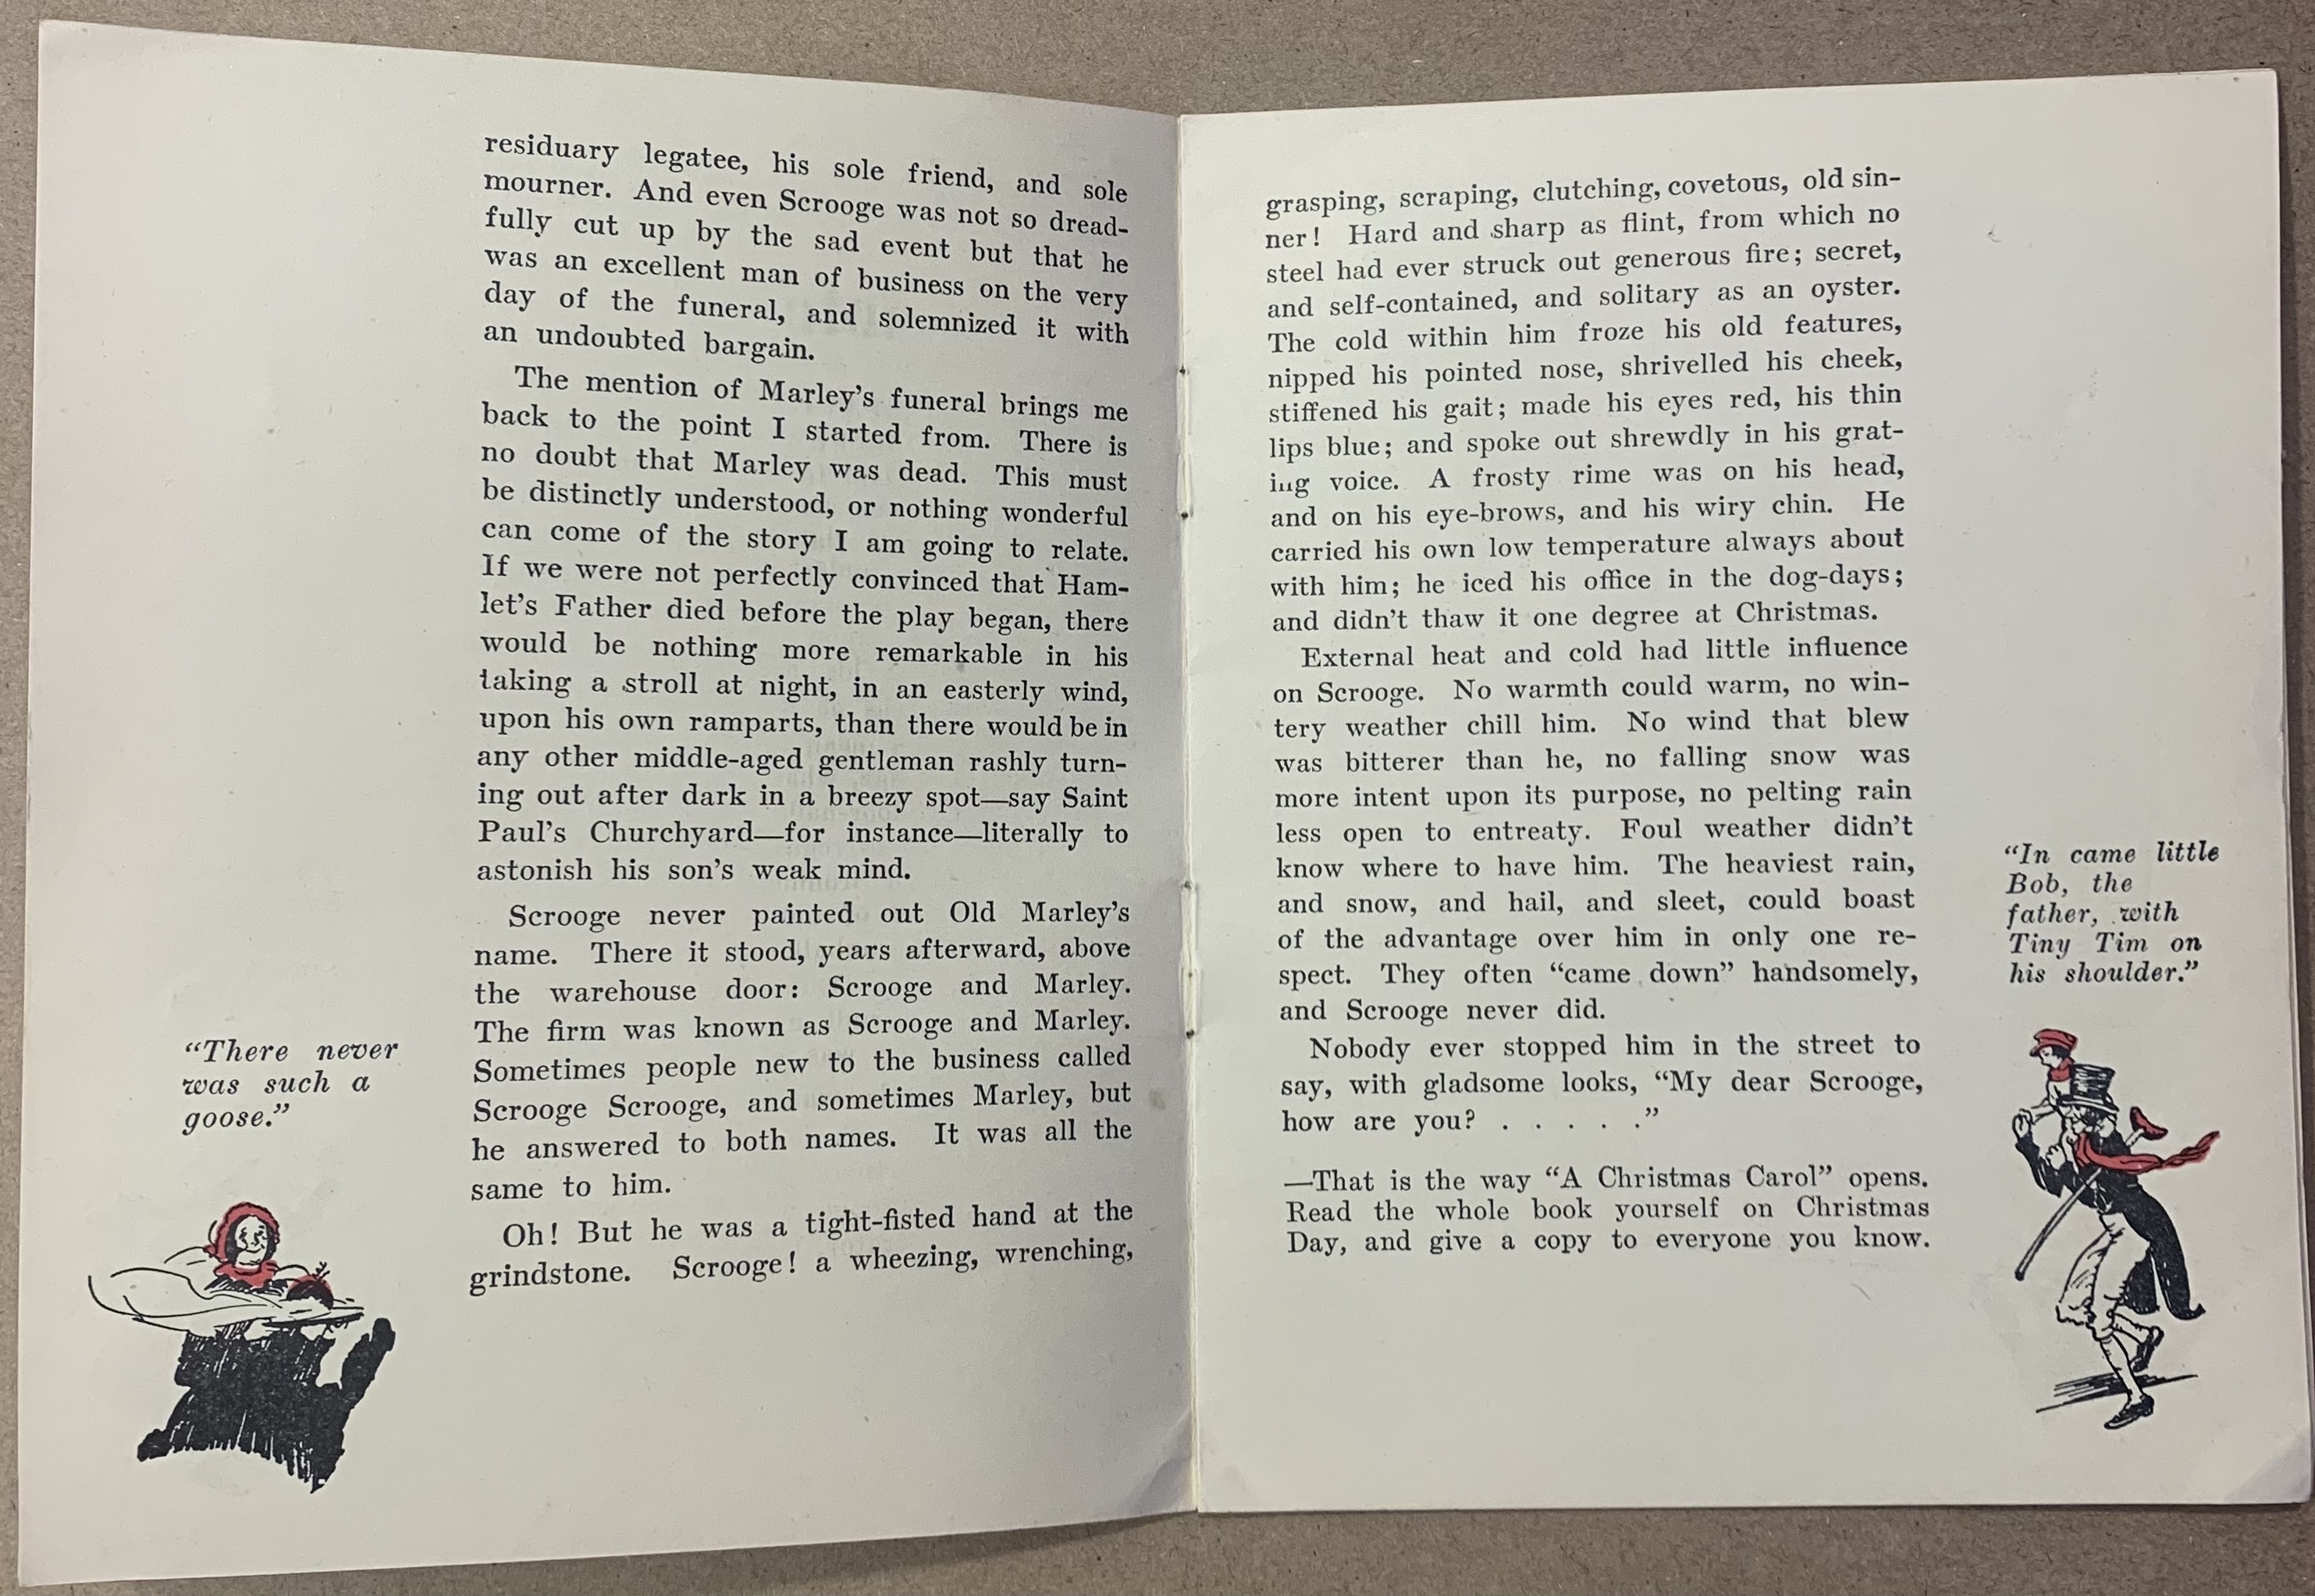 residuary legatee, his sole friend, and sole
mourner. And even Scrooge was not so dread-
fully cut up by the sad event but that he
was an excellent man of business on the very
day of the funeral, and solemnized it with
an undoubted bargain.
The mention of Marley's funeral brings me
back to the point I started from. There is
no doubt that Marley was dead. This must
be distinctly understood, or nothing wonderful
can come of the story I am going to relate.
If we were not perfectly convinced that Ham-
let's Father died before the play began, there
would be nothing more remarkable in his
taking a stroll at night, in an easterly wind,
upon his own ramparts, than there would be in
any other middle-aged gentleman rashly turn-
ing out after dark in a breezy spot—say Saint
Paul's Churchyard—for instance—literally to
astonish his son's weak mind.
Scrooge never painted out Old Marley's
name. There it stood, years afterward, above
the warehouse door: Scrooge and Marley.
The firm was known as Scrooge and Marley.
Sometimes people new to the business called
Scrooge Scrooge, and sometimes Marley, but
he answered to both names. It was all the
same to him.
Oh! But he was a tight-fisted hand at the
grindstone. Scrooge! a wheezing, wrenching,
"There never
was such a
goose."
grasping, scraping, clutching, covetous, old sin-
ner! Hard and sharp as flint, from which no
steel had ever struck out generous fire; secret,
and self-contained, and solitary as an oyster.
The cold within him froze his old features,
nipped his pointed nose, shrivelled his cheek,
stiffened his gait; made his eyes red, his thin
lips blue; and spoke out shrewdly in his grat-
ing voice. A frosty rime was on his head,
and on his eye-brows, and his wiry chin. He
carried his own low temperature always about
with him; he iced his office in the dog-days;
and didn't thaw it one degree at Christmas.
External heat and cold had little influence
on Scrooge. No warmth could warm, no win-
tery weather chill him. No wind that blew
was bitterer than he, no falling snow was
more intent upon its purpose, no pelting rain
less open to entreaty. Foul weather didn't
know where to have him. The heaviest rain,
and snow, and hail, and sleet, could boast
of the advantage over him in only one re-
spect. They often "came down" handsomely,
and Scrooge never did.
Nobody ever stopped him in the street to
say, with gladsome looks, "My dear Scrooge,
how are you? . . . . ."
—That is the way "A Christmas Carol" opens.
Read the whole book yourself on Christmas
Day, and give a copy to everyone you know.
"In came little
Bob, the
father, with
Tiny Tim on
his shoulder."